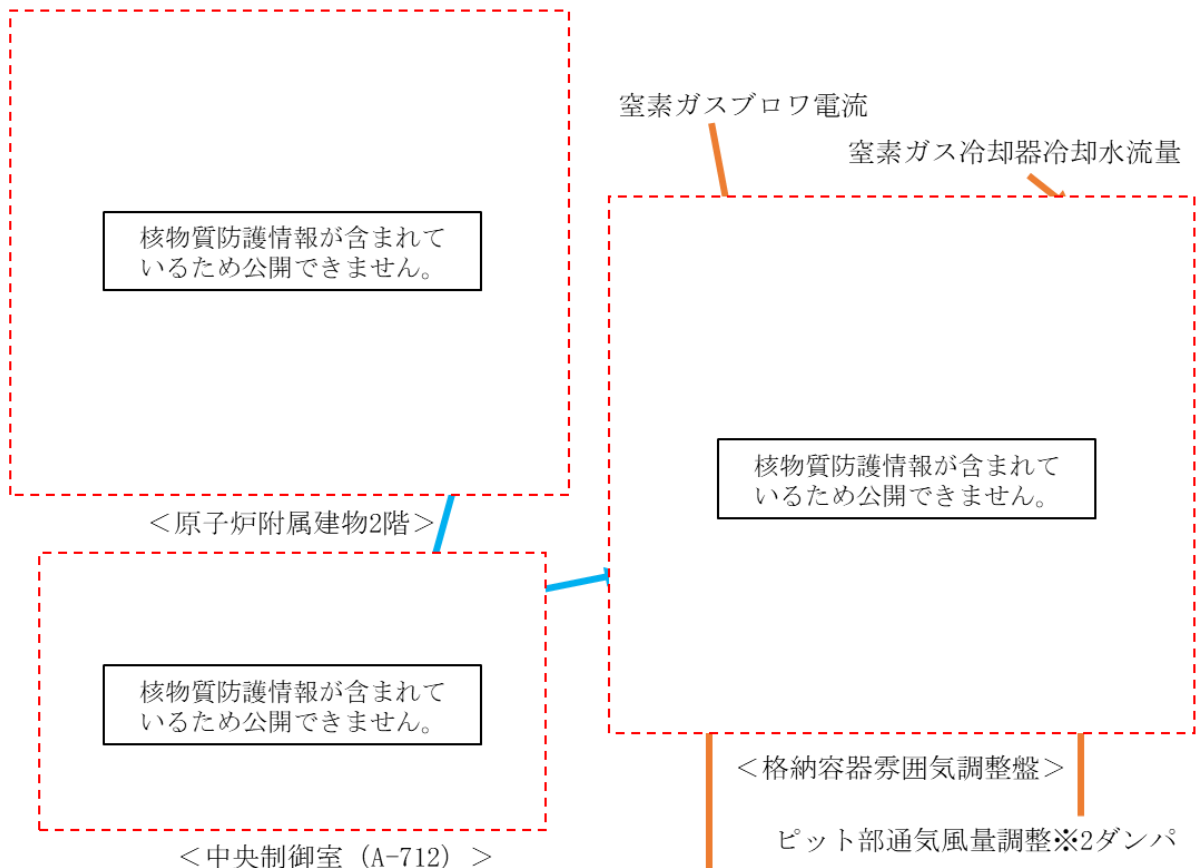 窒素ガスブロワ電流
窒素ガス冷却器冷却水流量
核物質防護情報が含まれて
いるため公開できません。
＜原子炉附属建物2階＞
核物質防護情報が含まれて
いるため公開できません。
核物質防護情報が含まれて
いるため公開できません。
＜格納容器雰囲気調整盤＞
ピット部通気風量調整※2ダンパ
＜中央制御室（A-712）＞